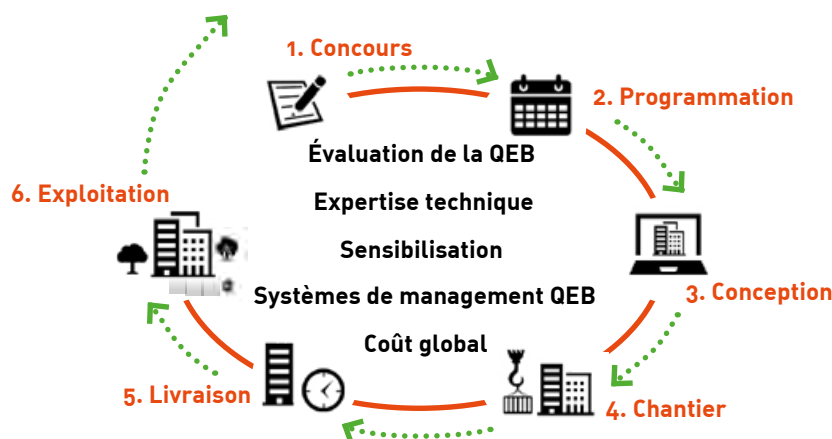 1. Concours
2. Programmation
Évaluation de la QEB
6. Exploitation
Expertise technique
Sensibilisation
Systèmes de management QEB
3. Conception
Coût global
5. Livraison
4. Chantier